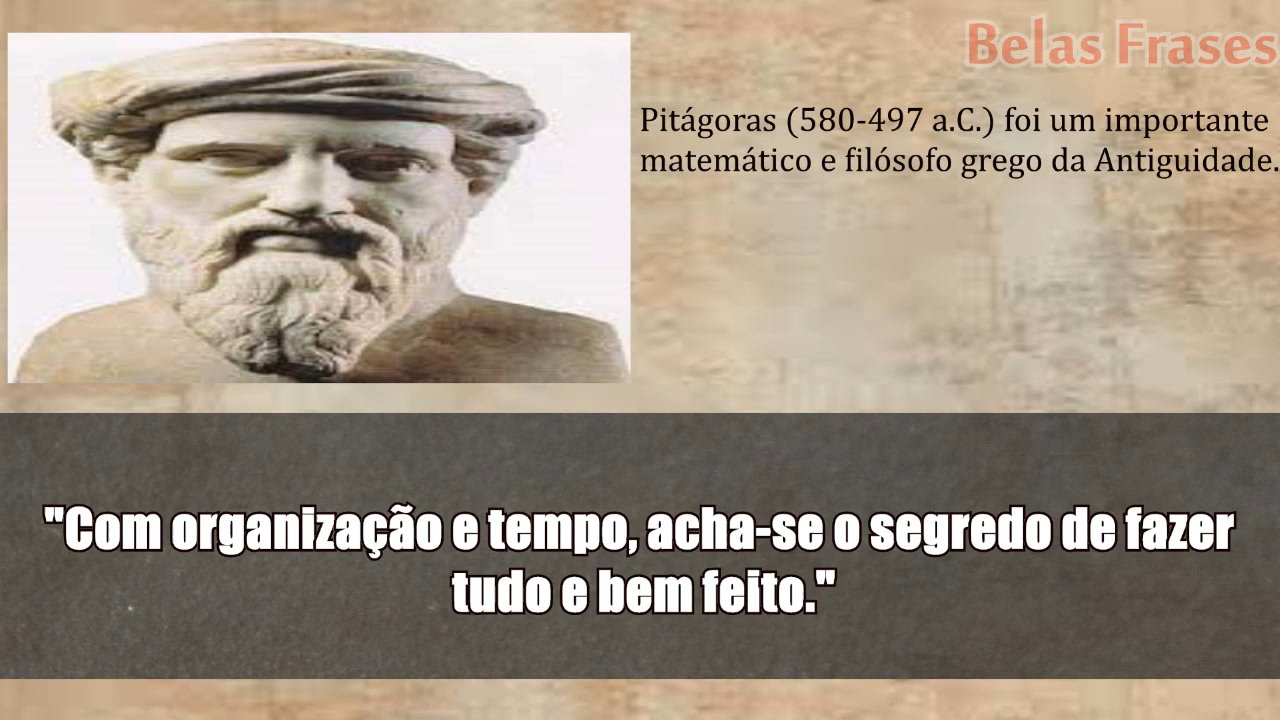 Belas Frases
Pitágoras (580-497 a.C.) foi um importante
matemático e filósofo grego da Antiguidade.
"Com organização e tempo, acha-se o segredo de fazer
tudo e bem feito."